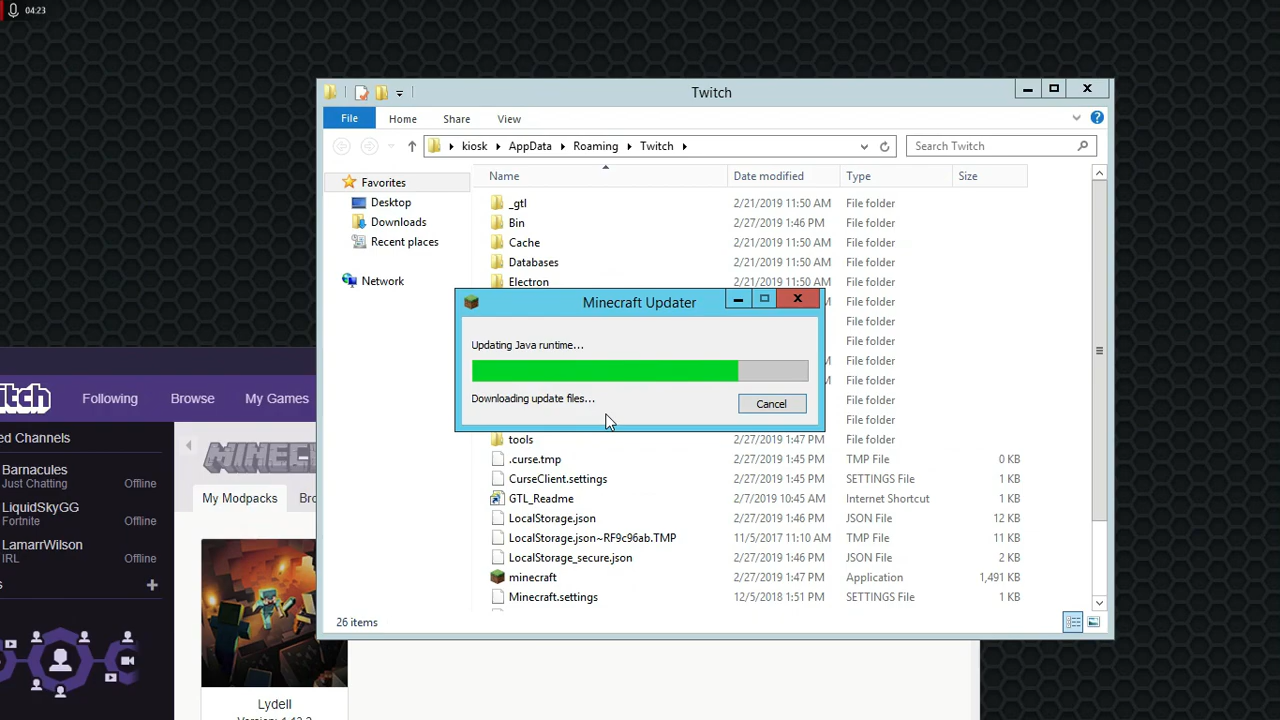 04:23
Twitch
File Home Share View
kiosk AppData Roaming Twitch
Search Twitch
Name Date modified Type Size
Favorites
Desktop
Downloads
Recent places
Network
_gtl 2/21/2019 11:50 AM File folder
Bin 2/27/2019 1:46 PM File folder
Cache 2/21/2019 11:50 AM File folder
Databases 2/21/2019 11:50 AM File folder
Electron 2/21/2019 11:50 AM File folder
File folder
File folder
File folder
File folder
File folder
File folder
File folder
tools 2/27/2019 1:47 PM File folder
.curse.tmp 2/27/2019 1:45 PM TMP File 0 KB
CurseClient.settings 2/27/2019 1:45 PM SETTINGS File 1 KB
GTL_Readme 2/7/2019 10:45 AM Internet Shortcut 1 KB
LocalStorage.json 2/27/2019 1:46 PM JSON File 12 KB
LocalStorage.json~RF9c96ab.TMP 11/5/2017 11:10 AM TMP File 11 KB
LocalStorage_secure.json 2/27/2019 1:46 PM JSON File 2 KB
minecraft 2/27/2019 1:47 PM Application 1,491 KB
Minecraft.settings 12/5/2018 1:51 PM SETTINGS File 1 KB
26 items
Minecraft Updater
Updating Java runtime...
Downloading update files...
Cancel
itch Following Browse My Games
ed Channels
Barnacules
Just Chatting Offline
LiquidSkyGG
Fortnite Offline
LamarrWilson
IRL Offline
s
MINEC
My Modpacks Bro
Lydell